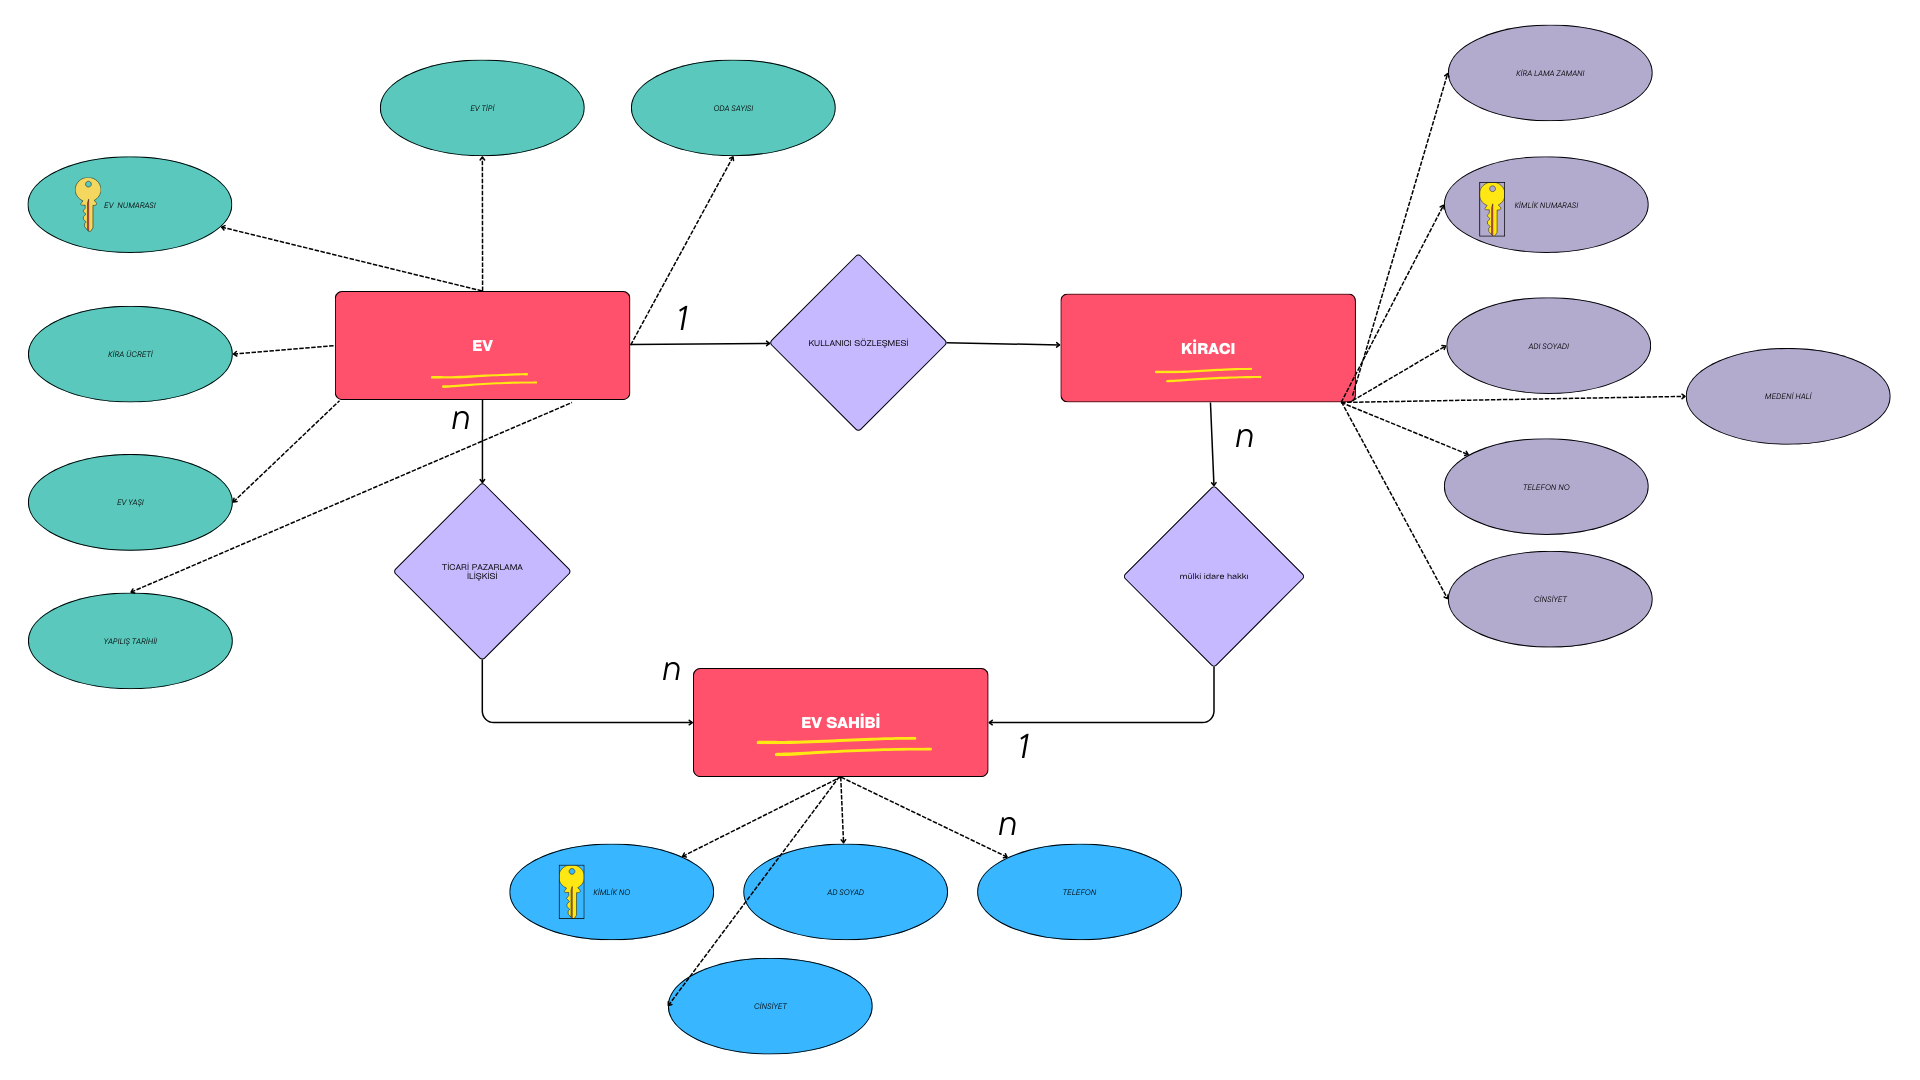 KİRA LAMA ZAMANI
EV TİPİ
ODA SAYISI
EV NUMARASI
KİMLİK NUMARASI
1
EV
KULLANICI SÖZLEŞMESİ
KİRACI
ADI SOYADI
KİRA ÜCRETİ
MEDENİ HALİ
n
n
TELEFON NO
EV YAŞI
TİCARİ PAZARLAMA
İLİŞKİSİ
mülki idare hakkı
CİNSİYET
YAPILIŞ TARİHİİ
n
EV SAHİBİ
1
n
KİMLİK NO
AD SOYAD
TELEFON
CİNSİYET